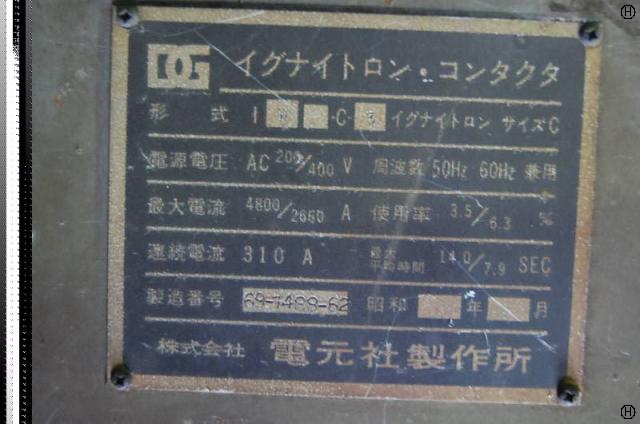 DG イグナイトロン・コンタクタ
形式 I C-3 イグナイトロン サイズC
電源電圧 AC 200/400 V 周波数 50Hz 60Hz 兼用
最大電流 4800/2660 A 使用率 3.5/6.3 %
連続電流 310 A 最大平均時間 14.0/7.9 SEC
製造番号 69-7488-62 昭和 年 月
株式会社 電元社製作所
H
H